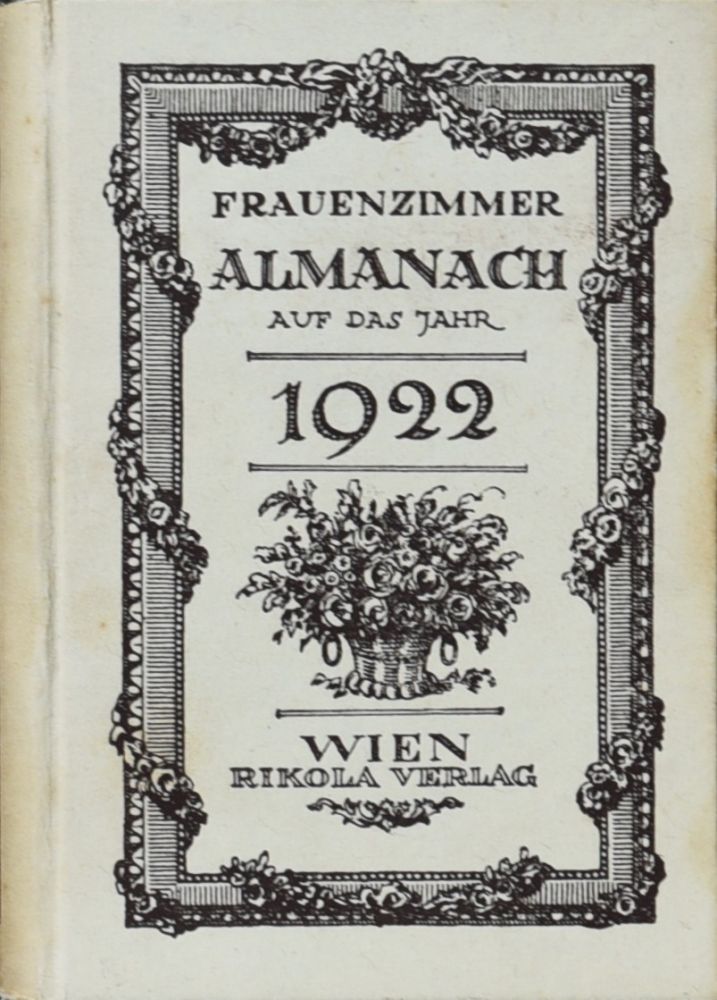 FRAUENZIMMER
ALMANACH
AUF DAS JAHR
1922
WIEN
RIKOLA VERLAG